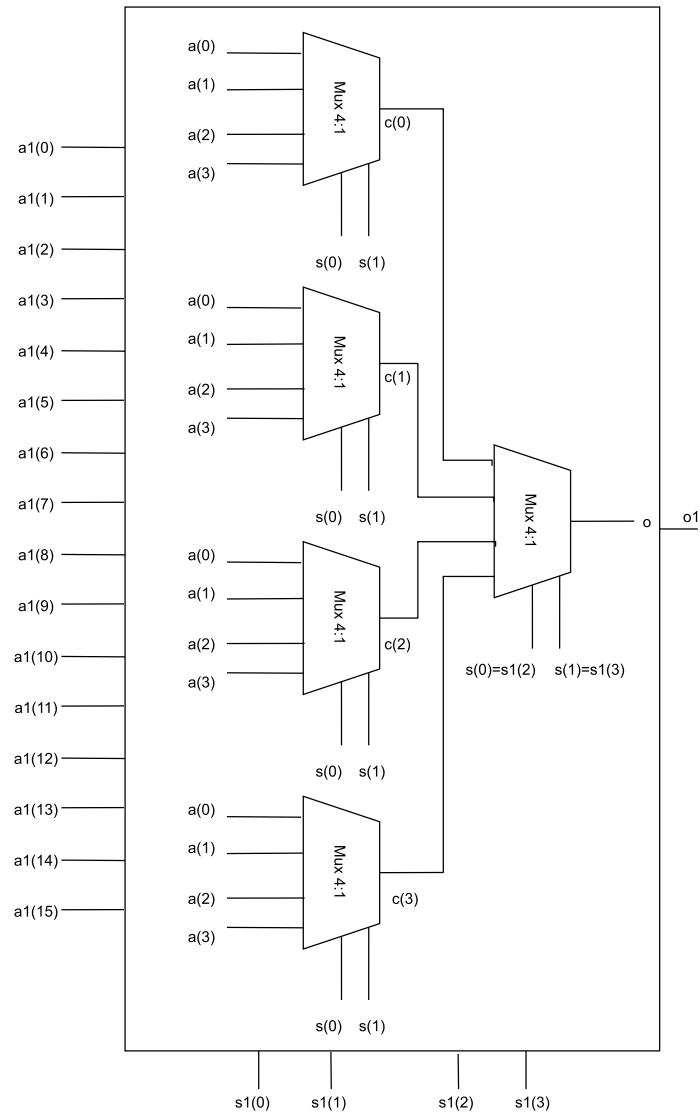 a1(0)
a1(1)
a1(2)
a1(3)
a1(4)
a1(5)
a1(6)
a1(7)
a1(8)
a1(9)
a1(10)
a1(11)
a1(12)
a1(13)
a1(14)
a1(15)
a(0)
a(1)
a(2)
a(3)
Mux 4:1
c(0)
s(0) s(1)
a(0)
a(1)
a(2)
a(3)
Mux 4:1
c(1)
s(0) s(1)
a(0)
a(1)
a(2)
a(3)
Mux 4:1
c(2)
s(0) s(1)
a(0)
a(1)
a(2)
a(3)
Mux 4:1
c(3)
s(0) s(1)
Mux 4:1
s(0)=s1(2) s(1)=s1(3)
o
o1
s1(0) s1(1) s1(2) s1(3)